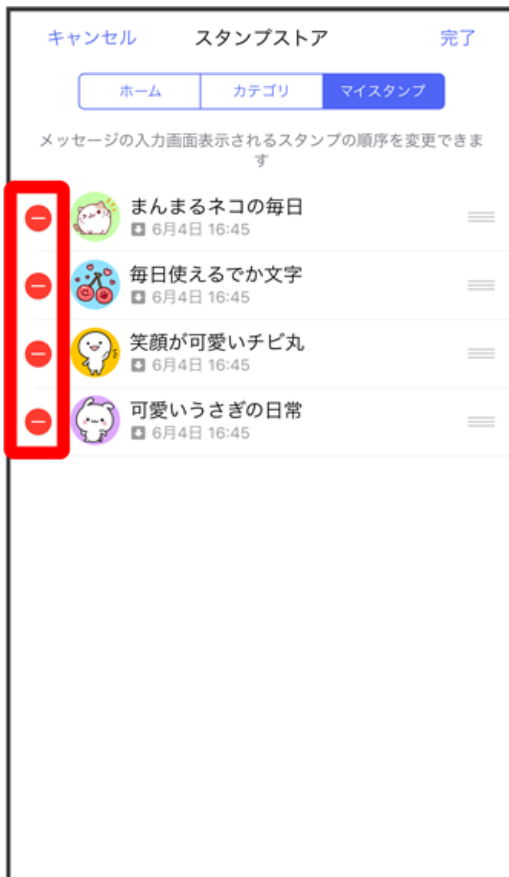 キャンセル スタンプストア 完了
ホーム カテゴリ マイスタンプ
メッセージの入力画面表示されるスタンプの順序を変更できま
す
まんまるネコの毎日
6月4日 16:45
毎日使えるでか文字
6月4日 16:45
笑顔が可愛いチビ丸
6月4日 16:45
可愛いうさぎの日常
6月4日 16:45